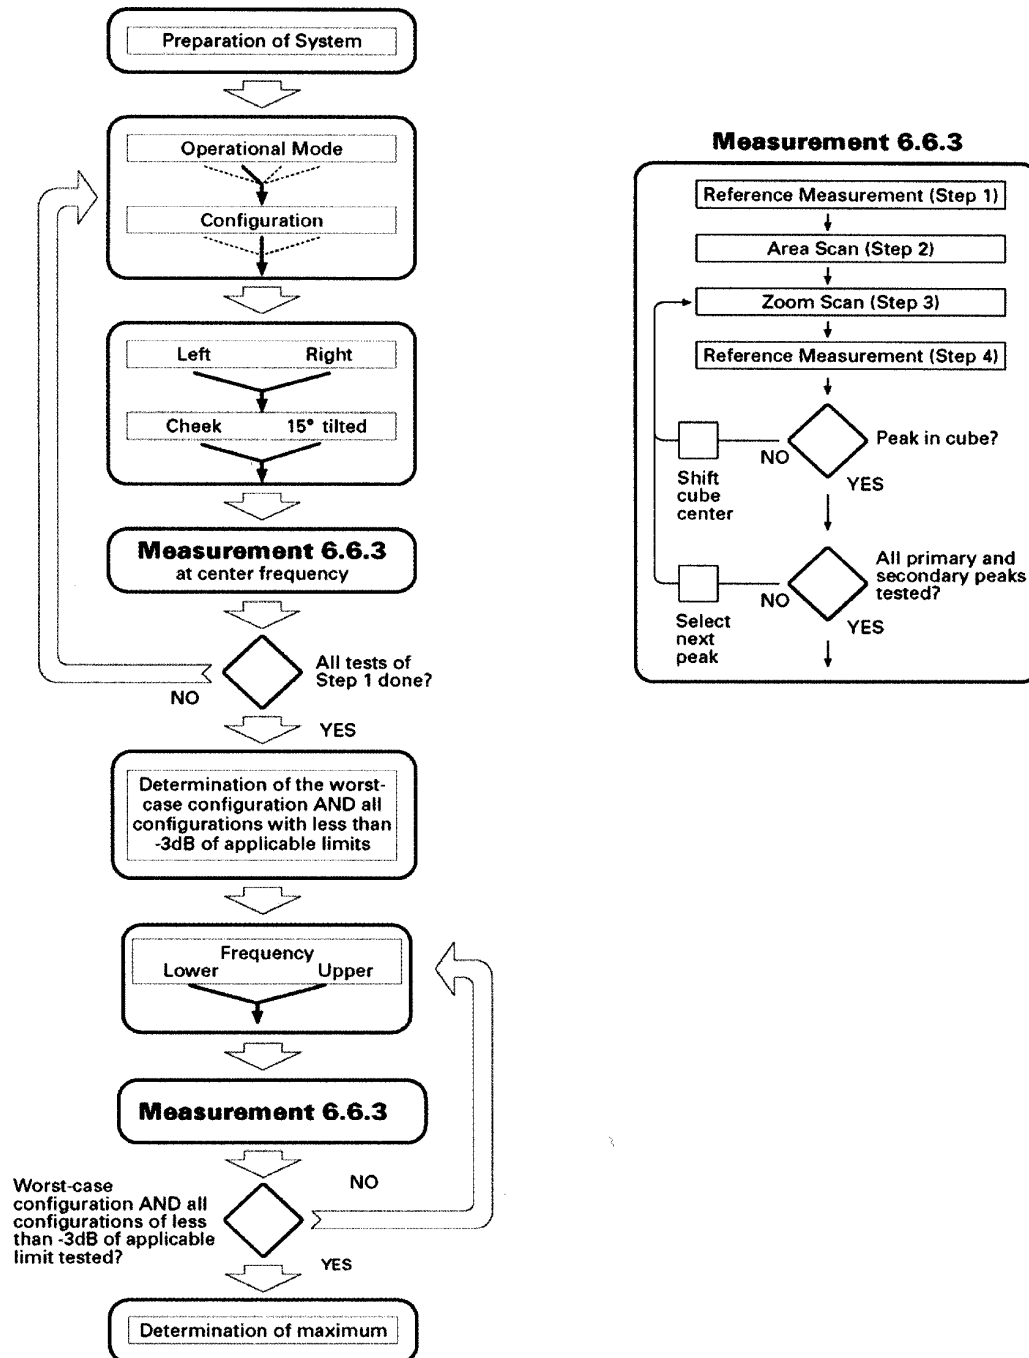 Preparation of System
Operational Mode
Configuration
Left Right
Cheek 15° tilted
Measurement 6.6.3
at center frequency
All tests of
Step 1 done?
NO
YES
Determination of the worst-
case configuration AND all
configurations with less than
-3dB of applicable limits
Frequency
Lower Upper
Measurement 6.6.3
Worst-case
configuration AND all
configurations of less
than -3dB of applicable
limit tested?
NO
YES
Determination of maximum
Measurement 6.6.3
Reference Measurement (Step 1)
Area Scan (Step 2)
Zoom Scan (Step 3)
Reference Measurement (Step 4)
Peak in cube?
NO
YES
Shift
cube
center
All primary and
secondary peaks
tested?
NO
YES
Select
next
peak